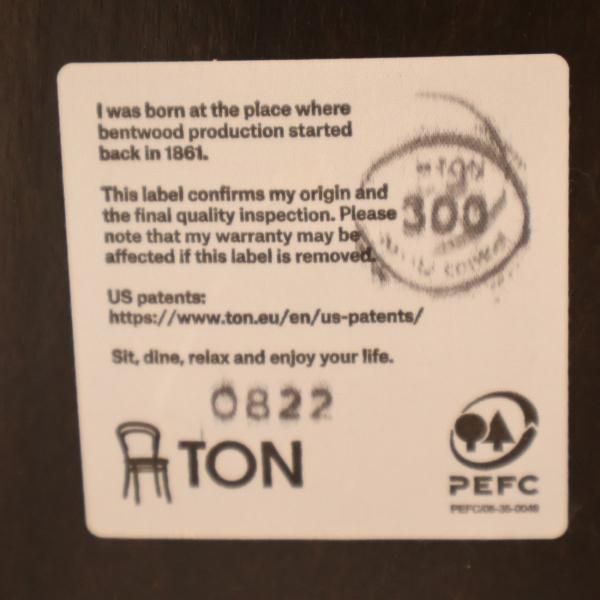 I was born at the place where
bentwood production started
back in 1861.
This label confirms my origin and
the final quality inspection. Please
note that my warranty may be
affected if this label is removed.
TON
300
US patents:
https://www.ton.eu/en/us-patents/
Sit, dine, relax and enjoy your life.
0822
TON
PEFC